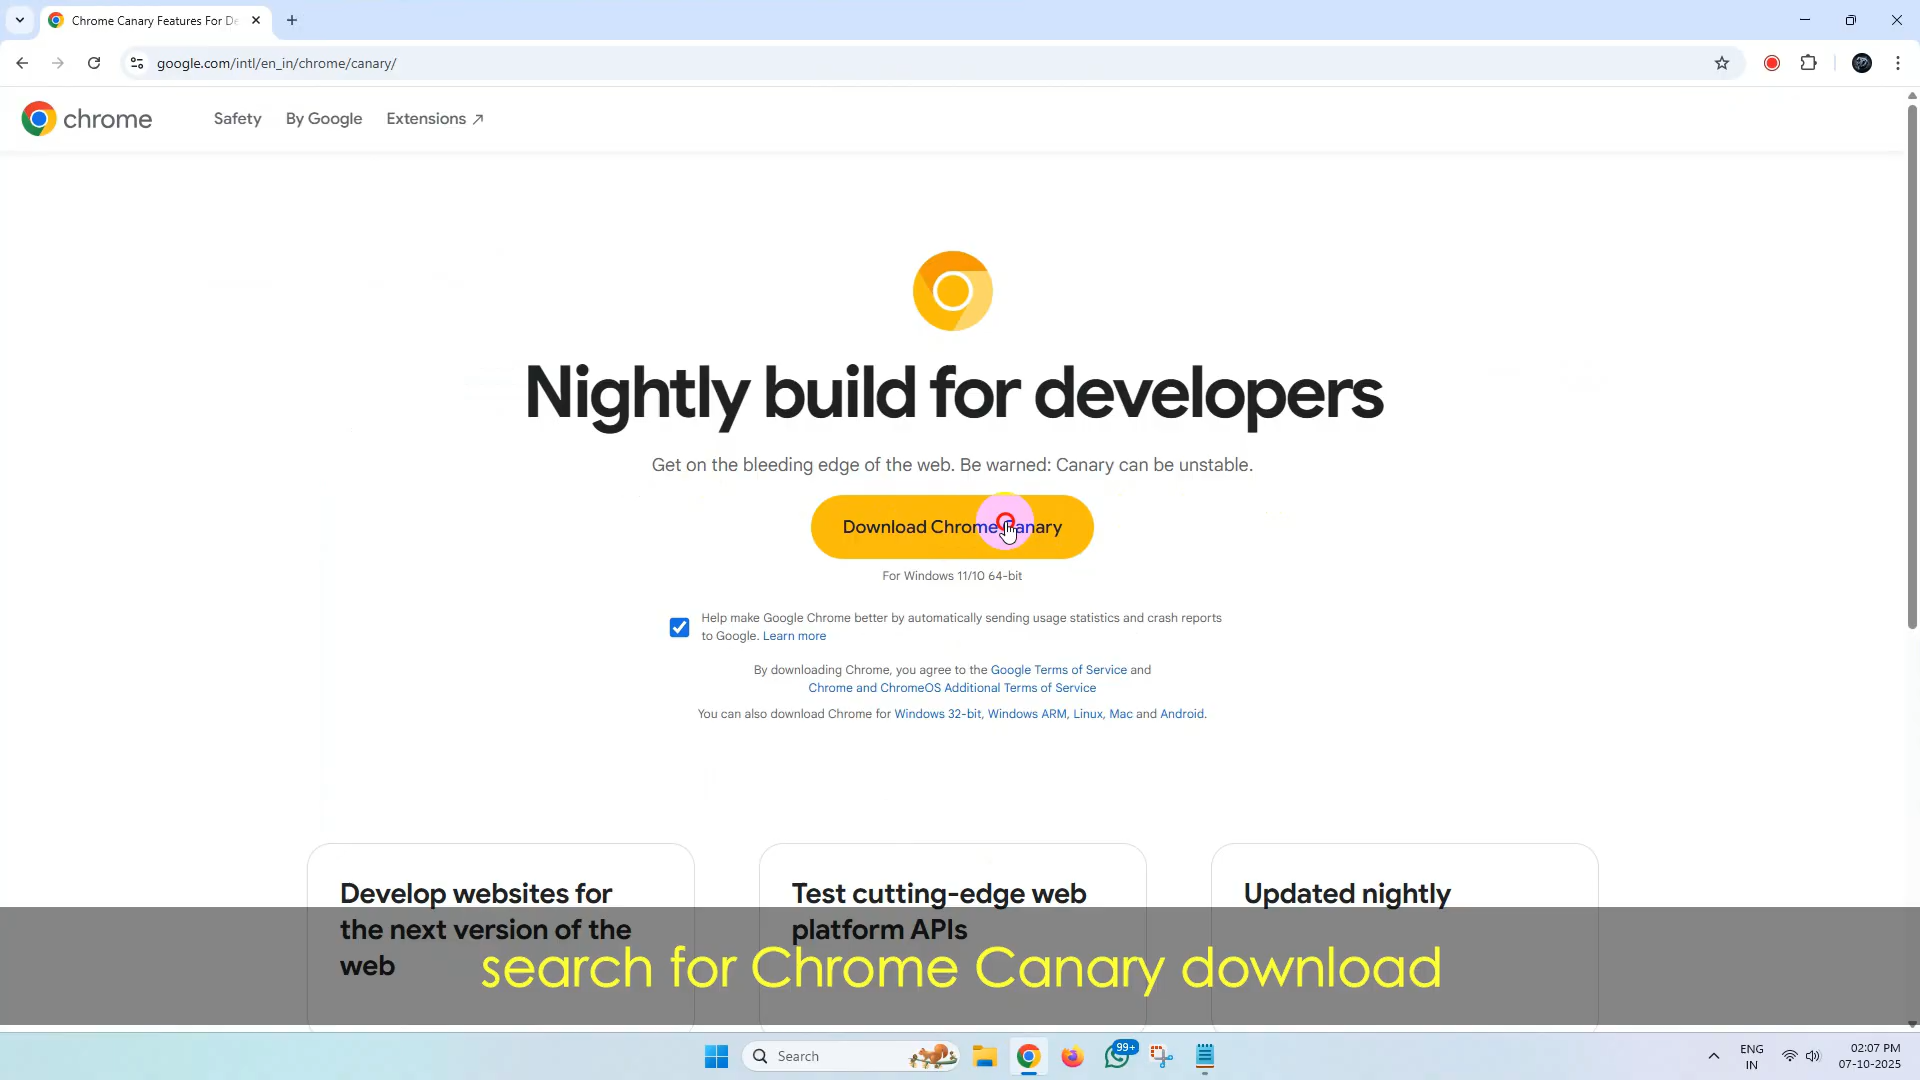 Chrome Canary Features For De
google.com/intl/en_in/chrome/canary/
chrome
Safety
By Google
Extensions
Nightly build for developers
Get on the bleeding edge of the web. Be warned: Canary can be unstable.
Download Chrome Canary
For Windows 11/10 64-bit
Help make Google Chrome better by automatically sending usage statistics and crash reports
to Google. Learn more
By downloading Chrome, you agree to the Google Terms of Service and
Chrome and ChromeOS Additional Terms of Service
You can also download Chrome for Windows 32-bit, Windows ARM, Linux, Mac and Android.
Develop websites for
the next version of the
web
Test cutting-edge web
platform APIs
Updated nightly
search for Chrome Canary download
Search
99+
ENG
IN
02:07 PM
07-10-2025